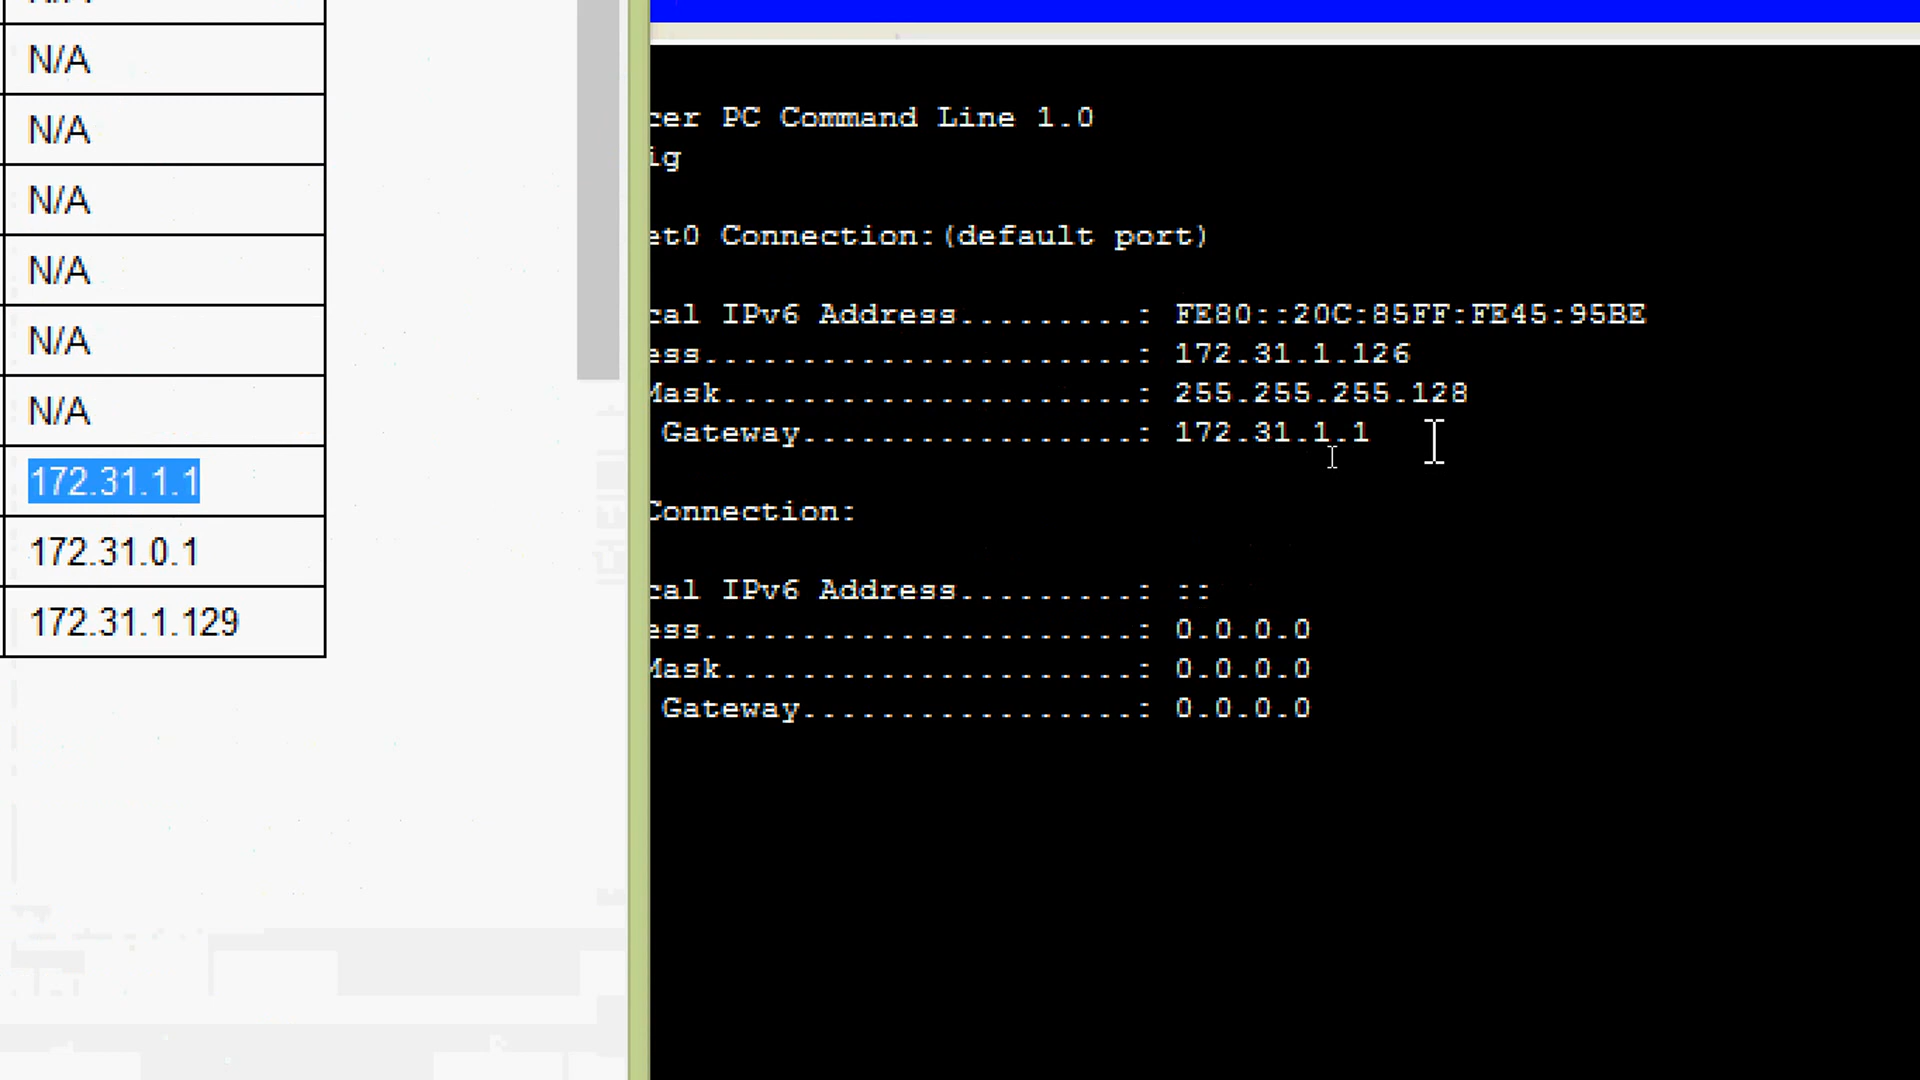 N/A
N/A
N/A
N/A
N/A
N/A
172.31.1.1
172.31.0.1
172.31.1.129
cer PC Command Line 1.0
ig
et0 Connection:(default port)
cal IPv6 Address.........: FE80::20C:85FF:FE45:95BE
ess......................: 172.31.1.126
Mask.....................: 255.255.255.128
Gateway.................: 172.31.1.1
Connection:
cal IPv6 Address.........: ::
ess......................: 0.0.0.0
Mask.....................: 0.0.0.0
Gateway.................: 0.0.0.0